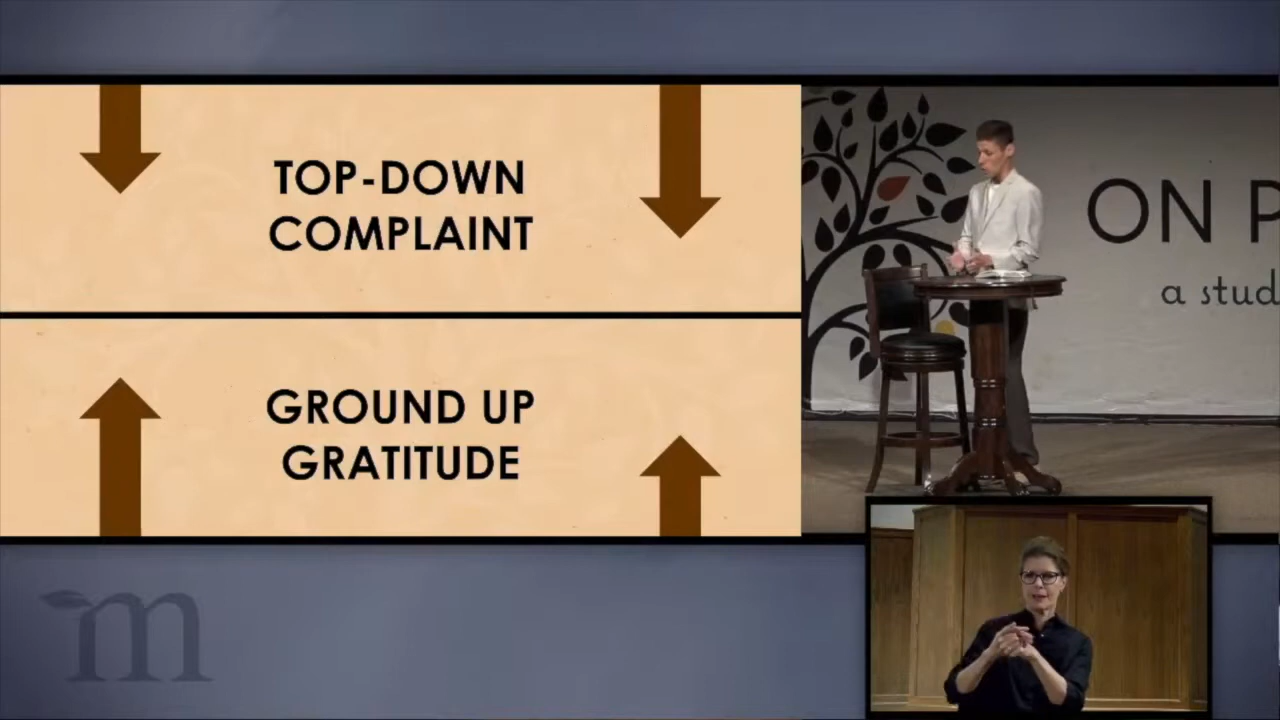 TOP-DOWN
COMPLAINT
GROUND UP
GRATITUDE
ON P
a stud
m